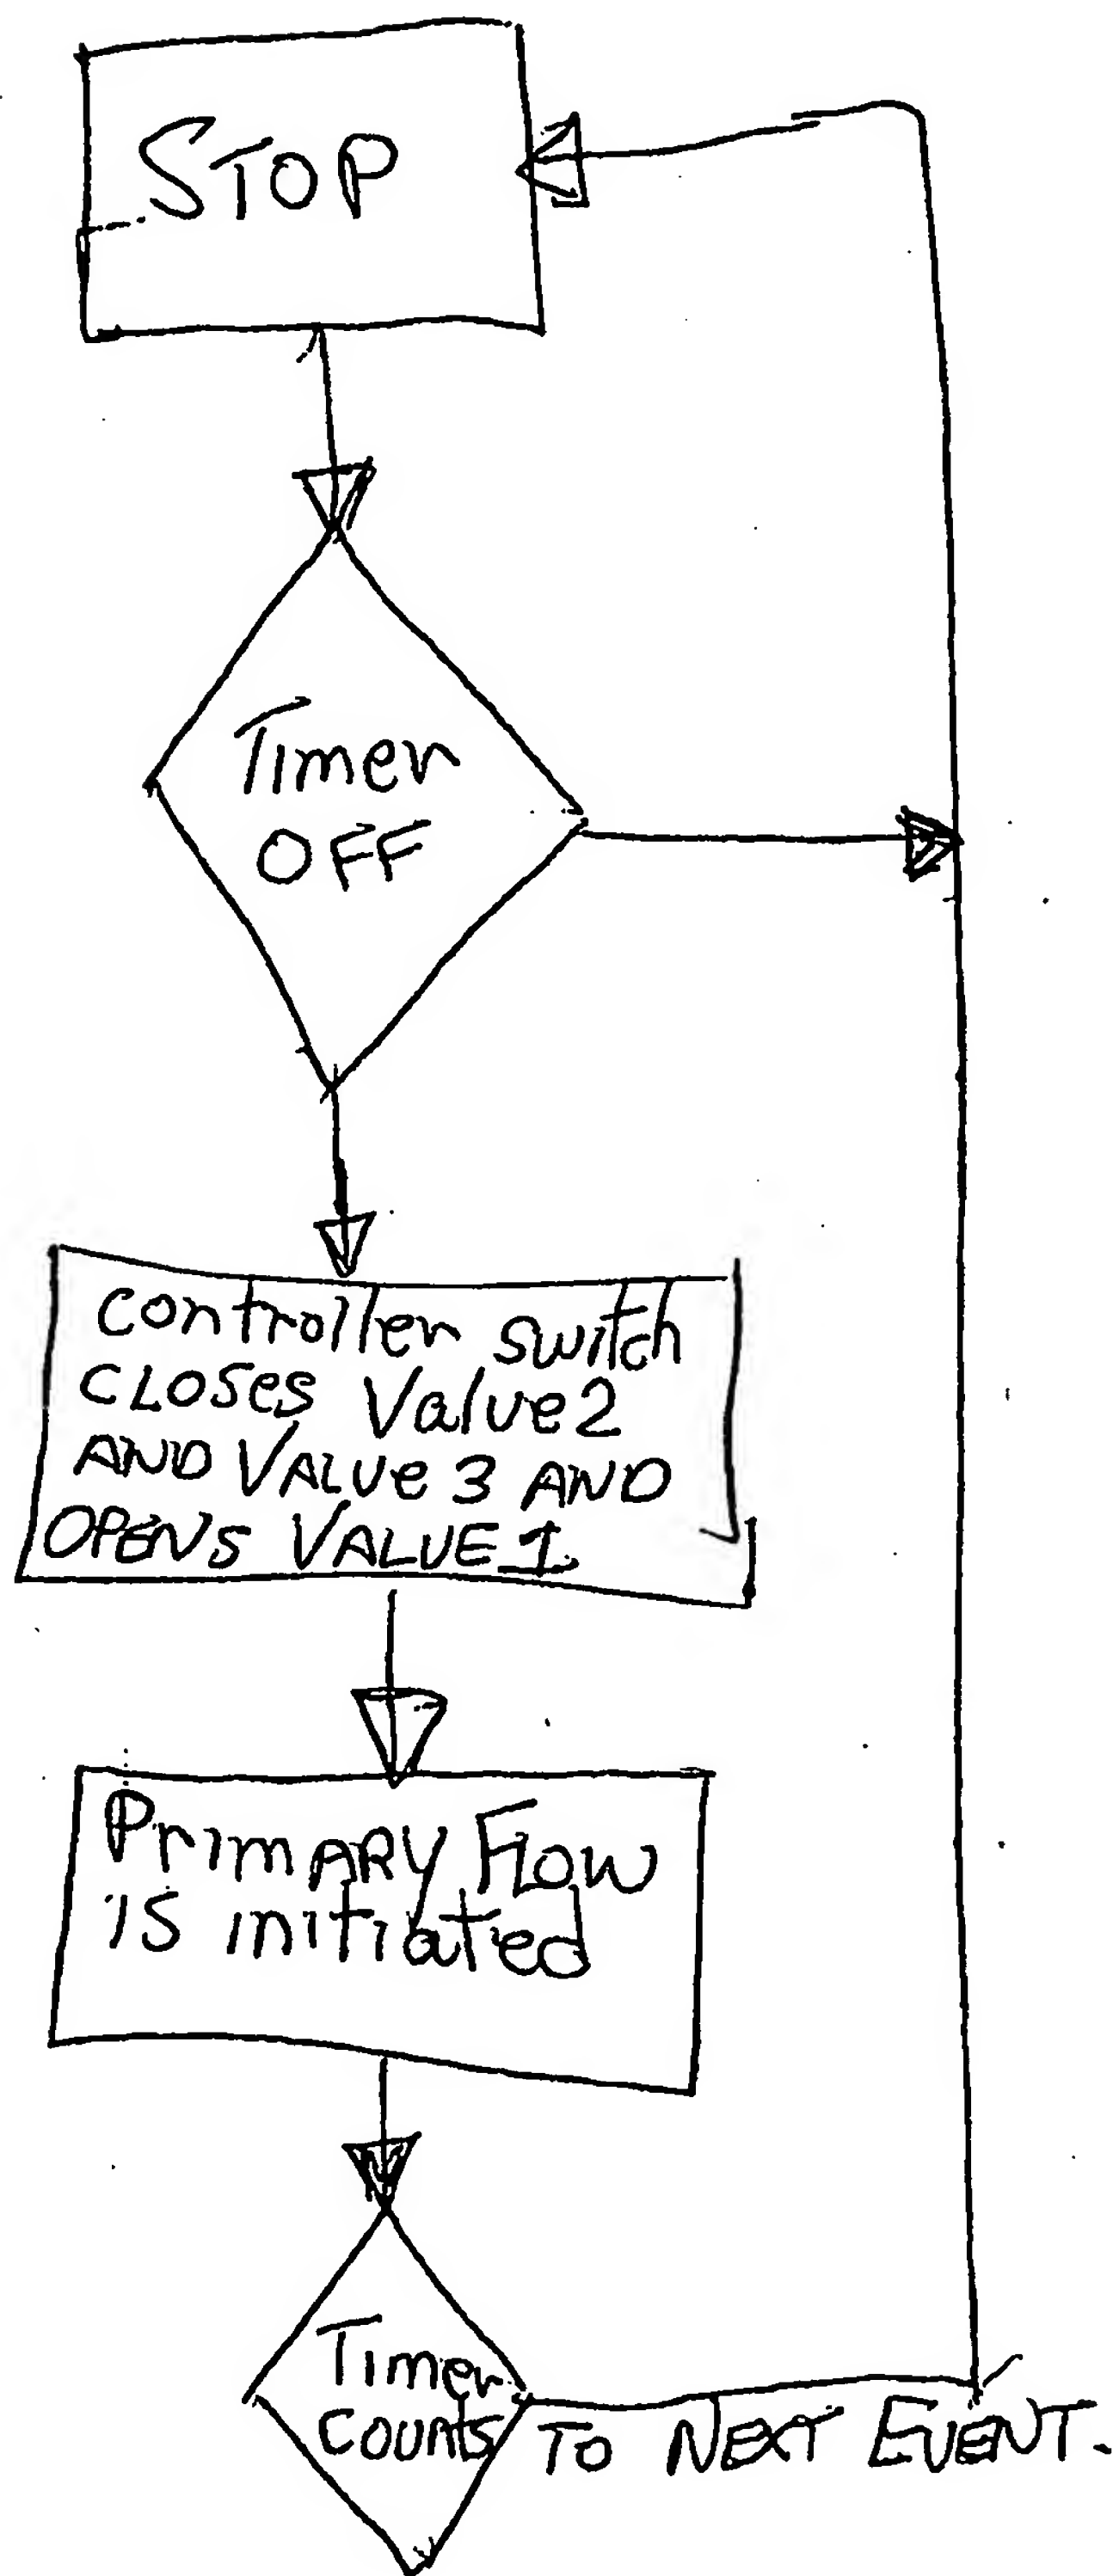 STOP
Timer
OFF
controller switch
CLOSES Value2
AND VALUE 3 AND
OPENS VALUE 1.
Primary Flow
is initiated
Timer
counts TO NEXT EVENT.